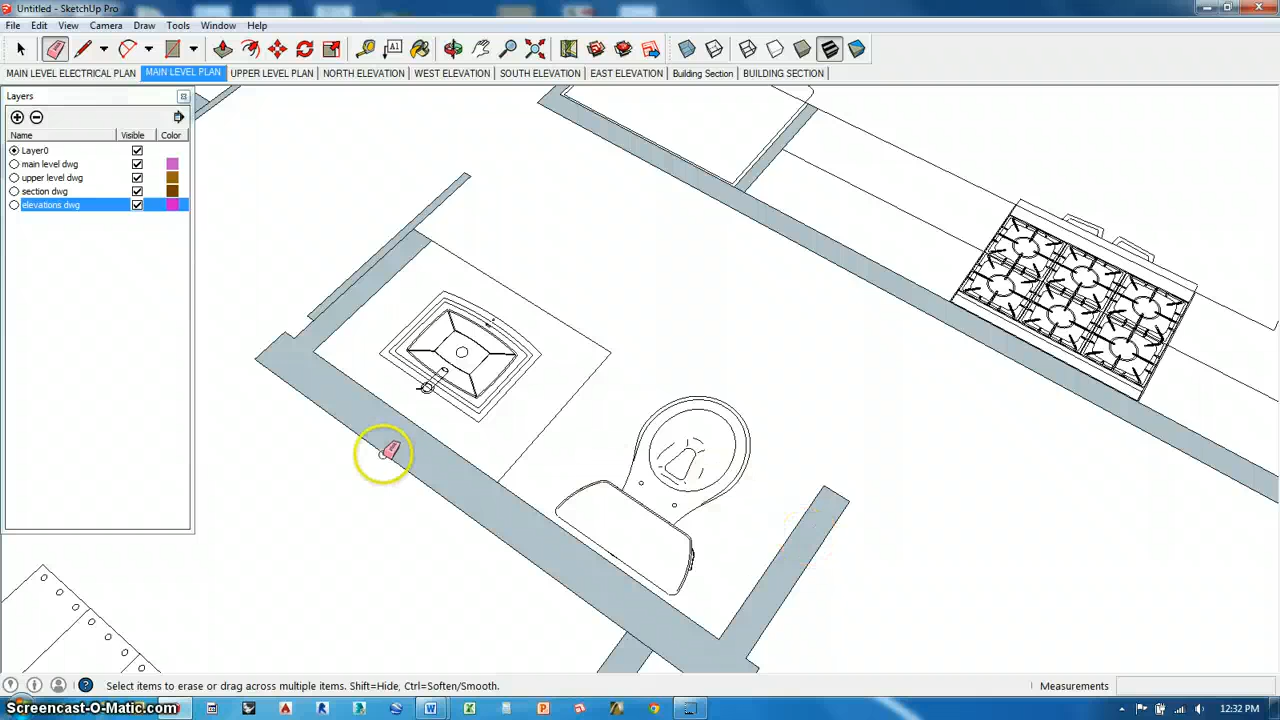 Untitled - SketchUp Pro
File Edit View Camera Draw Tools Window Help
A1
MAIN LEVEL ELECTRICAL PLAN MAIN LEVEL PLAN UPPER LEVEL PLAN NORTH ELEVATION WEST ELEVATION SOUTH ELEVATION EAST ELEVATION Building Section BUILDING SECTION
Layers
Name Visible Color
Layer0
main level dwg
upper level dwg
section dwg
elevations dwg
Select items to erase or drag across multiple items. Shift=Hide, Ctrl=Soften/Smooth.
Measurements
Screencast-O-Matic.com
12:32 PM